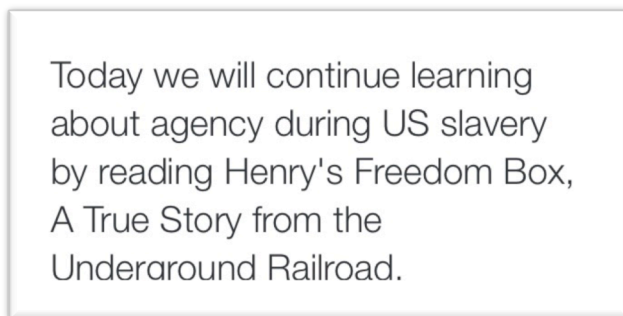 Today we will continue learning
about agency during US slavery
by reading Henry's Freedom Box,
A True Story from the
Underground Railroad.